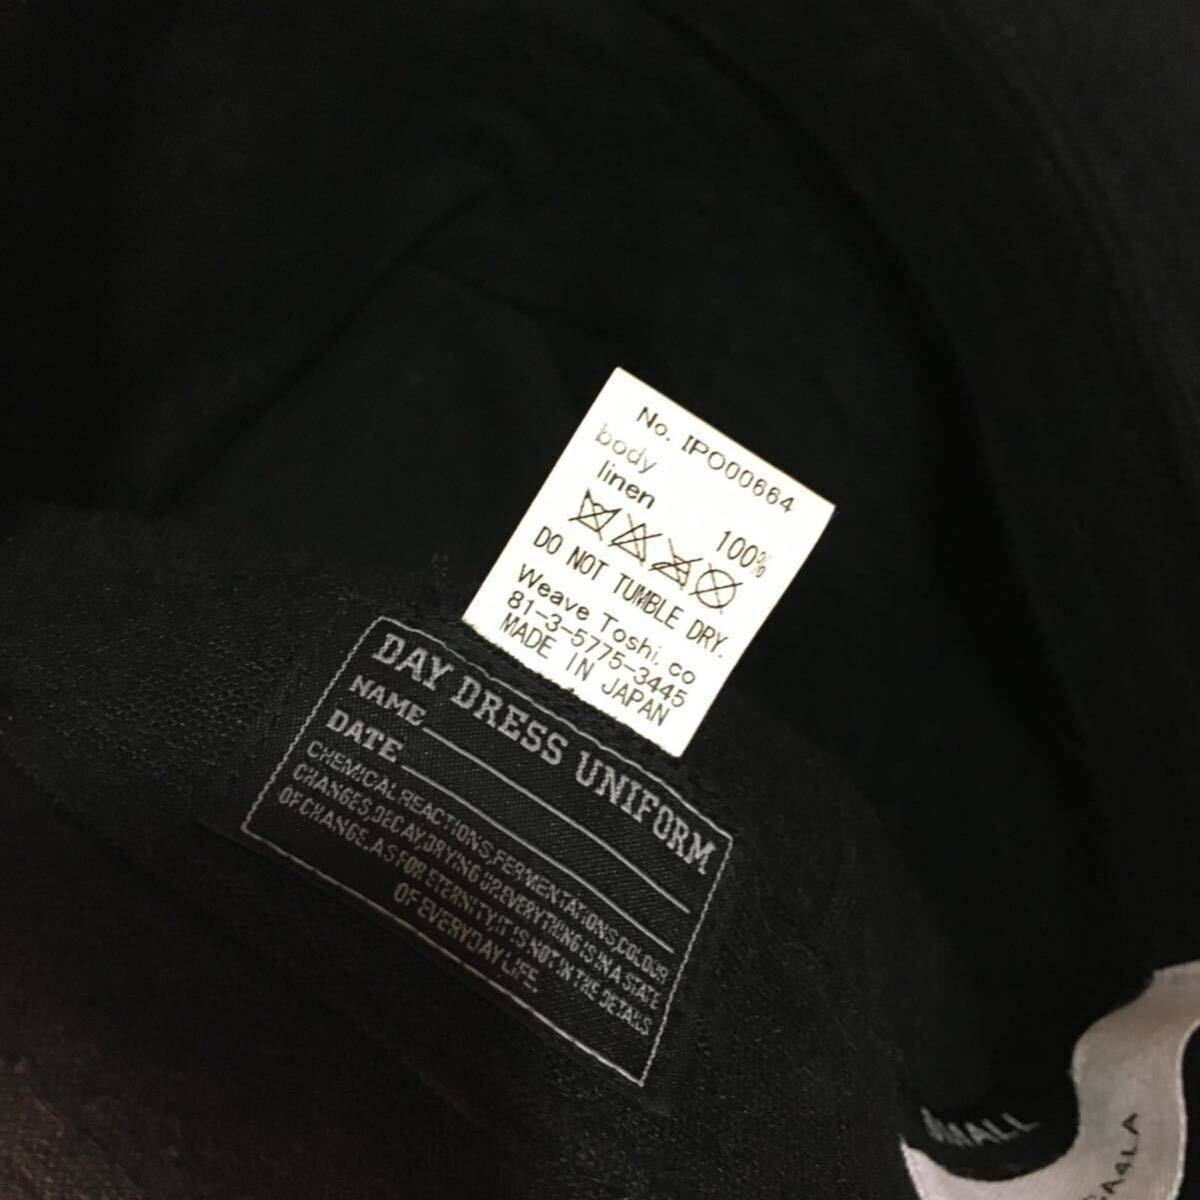 No. IPO00664
body
linen 100%
DO NOT TUMBLE DRY.
Weave Toshi. co
81-3-5775-3445
MADE IN JAPAN
DAY DRESS UNIFORM
NAME
DATE
CHEMICAL REACTIONS, FERMENTATIONS, COLOUR
CHANGES, DECAY, DRYING UP, EVERYTHING IS IN A STATE
OF CHANGE, AS FOR ETERNITY, IT IS NOT IN THE DETAILS
OF EVERYDAY LIFE.
SMALL
A4LA